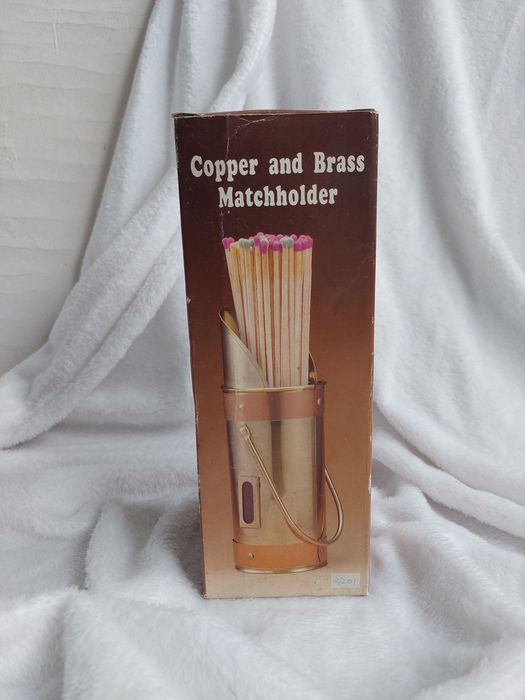 Copper and Brass
Matchholder